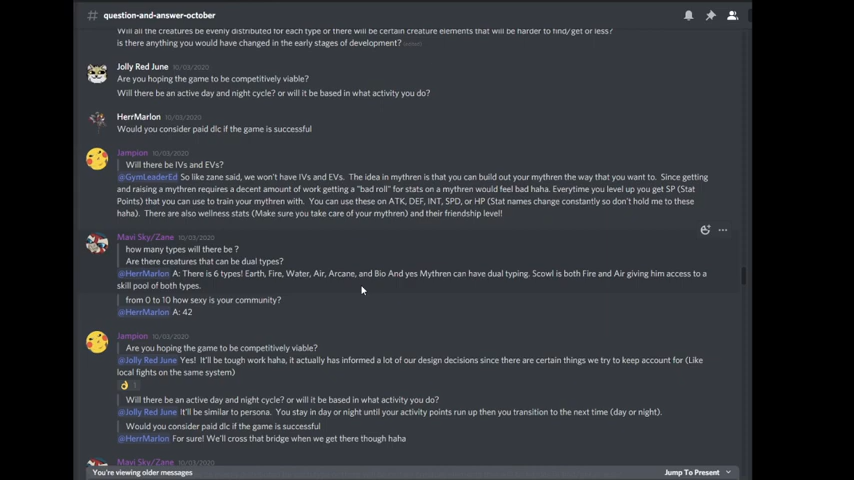 # question-and-answer-october
Will all the creatures be evenly distributed for each type or there will be certain creature elements that will be harder to find/get or less?
is there anything you would have changed in the early stages of development? (edited)
Jolly Red June 10/03/2020
Are you hoping the game to be competitively viable?
Will there be an active day and night cycle? or will it be based in what activity you do?
HerrMarlon 10/03/2020
Would you consider paid dlc if the game is successful
Jampion 10/03/2020
Will there be IVs and EVs?
@GymLeaderEd So like zane said, we won't have IVs and EVs. The idea in mythren is that you can build out your mythren the way that you want to. Since getting
and raising a mythren requires a decent amount of work getting a "bad roll" for stats on a mythren would feel bad haha. Everytime you level up you get SP (Stat
Points) that you can use to train your mythren with. You can use these on ATK, DEF, INT, SPD, or HP (Stat names change constantly so don't hold me to these
haha). There are also wellness stats (Make sure you take care of your mythren) and their friendship level!
Mavi Sky/Zane 10/03/2020
how many types will there be ?
Are there creatures that can be dual types?
@HerrMarlon A: There is 6 types! Earth, Fire, Water, Air, Arcane, and Bio And yes Mythren can have dual typing. Scowl is both Fire and Air giving him access to a
skill pool of both types.
from 0 to 10 how sexy is your community?
@HerrMarlon A: 42
Jampion 10/03/2020
Are you hoping the game to be competitively viable?
@Jolly Red June Yes! It'll be tough work haha, it actually has informed a lot of our design decisions since there are certain things we try to keep account for (Like
local fights on the same system)
1
Will there be an active day and night cycle? or will it be based in what activity you do?
@Jolly Red June It'll be similar to persona. You stay in day or night until your activity points run up then you transition to the next time (day or night).
Would you consider paid dlc if the game is successful
@HerrMarlon For sure! We'll cross that bridge when we get there though haha
Mavi Sky/Zane 10/03/2020
You're viewing older messages
Jump To Present